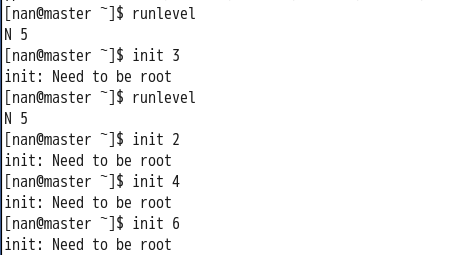 [nan@master ~]$ runlevel
N 5
[nan@master ~]$ init 3
init: Need to be root
[nan@master ~]$ runlevel
N 5
[nan@master ~]$ init 2
init: Need to be root
[nan@master ~]$ init 4
init: Need to be root
[nan@master ~]$ init 6
init: Need to be root